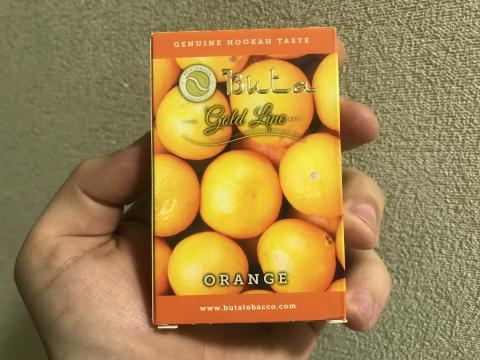 GENUINE HOOKAH TASTE
Buta
Gold Line
ORANGE
www.butatobacco.com